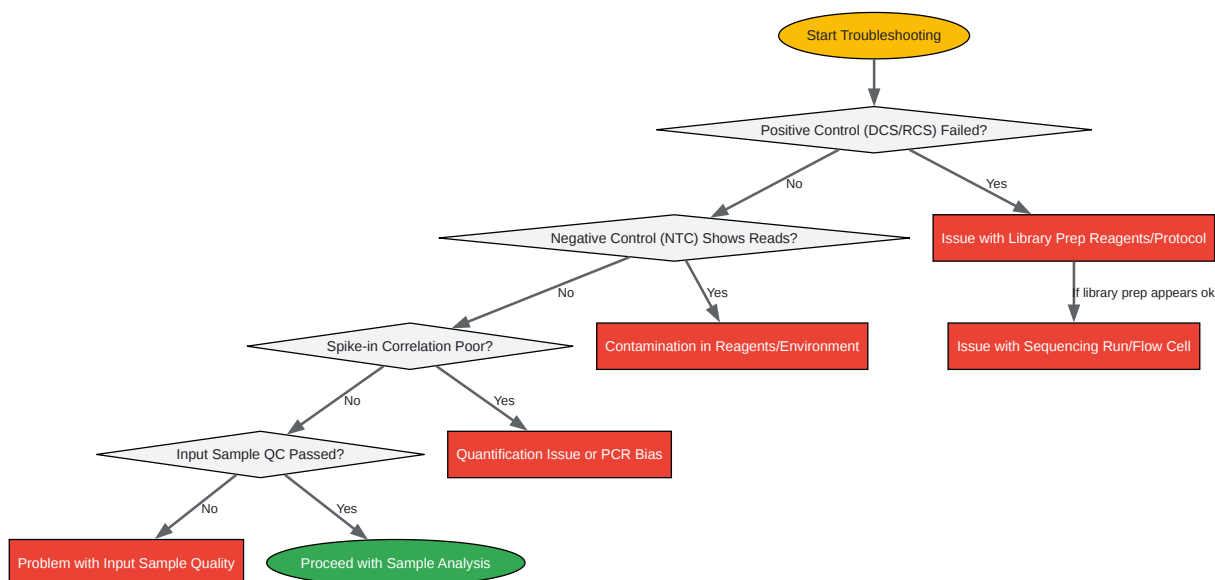 Start Troubleshooting
Positive Control (DCS/RCS) Failed?
No
Yes
Negative Control (NTC) Shows Reads?
Issue with Library Prep Reagents/Protocol
No
Yes
If library prep appears ok
Spike-in Correlation Poor?
Contamination in Reagents/Environment
Issue with Sequencing Run/Flow Cell
No
Yes
Input Sample QC Passed?
Quantification Issue or PCR Bias
No
Yes
Problem with Input Sample Quality
Proceed with Sample Analysis